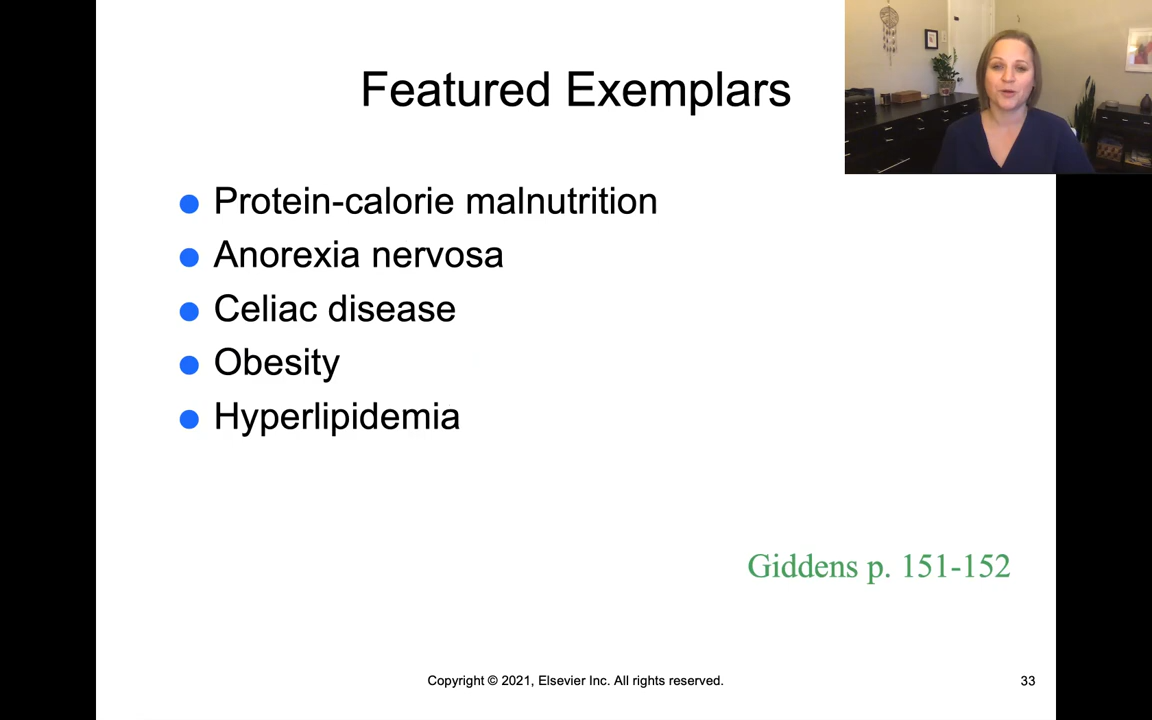 Featured Exemplars
Protein-calorie malnutrition
Anorexia nervosa
Celiac disease
Obesity
Hyperlipidemia
Giddens p. 151-152
Copyright © 2021, Elsevier Inc. All rights reserved.
33